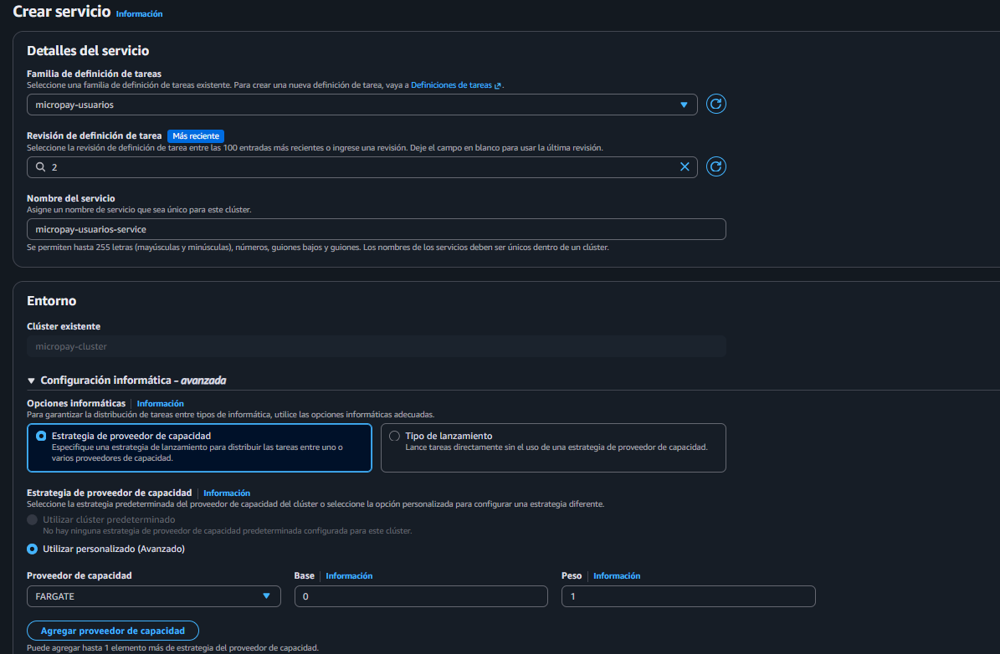 Crear servicio Información
Detalles del servicio
Familia de definición de tareas
Seleccione una familia de definición de tareas existente. Para crear una nueva definición de tarea, vaya a Definiciones de tareas.
micropay-usuarios
Revisión de definición de tarea Más reciente
Seleccione la revisión de definición de tarea entre las 100 entradas más recientes o ingrese una revisión. Deje el campo en blanco para usar la última revisión.
2
Nombre del servicio
Asigne un nombre de servicio que sea único para este clúster.
micropay-usuarios-service
Se permiten hasta 255 letras (mayúsculas y minúsculas), números, guiones bajos y guiones. Los nombres de los servicios deben ser únicos dentro de un clúster.
Entorno
Clúster existente
micropay-cluster
Configuración informática - avanzada
Opciones informáticas Información
Para garantizar la distribución de tareas entre tipos de informática, utilice las opciones informáticas adecuadas.
Estrategia de proveedor de capacidad
Especifique una estrategia de lanzamiento para distribuir las tareas entre uno o
varios proveedores de capacidad.
Tipo de lanzamiento
Lance tareas directamente sin el uso de una estrategia de proveedor de capacidad.
Estrategia de proveedor de capacidad Información
Seleccione la estrategia predeterminada del proveedor de capacidad del clúster o seleccione la opción personalizada para configurar una estrategia diferente.
Utilizar clúster predeterminado
No hay ninguna estrategia de proveedor de capacidad predeterminada configurada para este clúster.
Utilizar personalizado (Avanzado)
Proveedor de capacidad
FARGATE
Base Información
0
Peso Información
1
Agregar proveedor de capacidad
Puede agregar hasta 1 elemento más de estrategia del proveedor de capacidad.